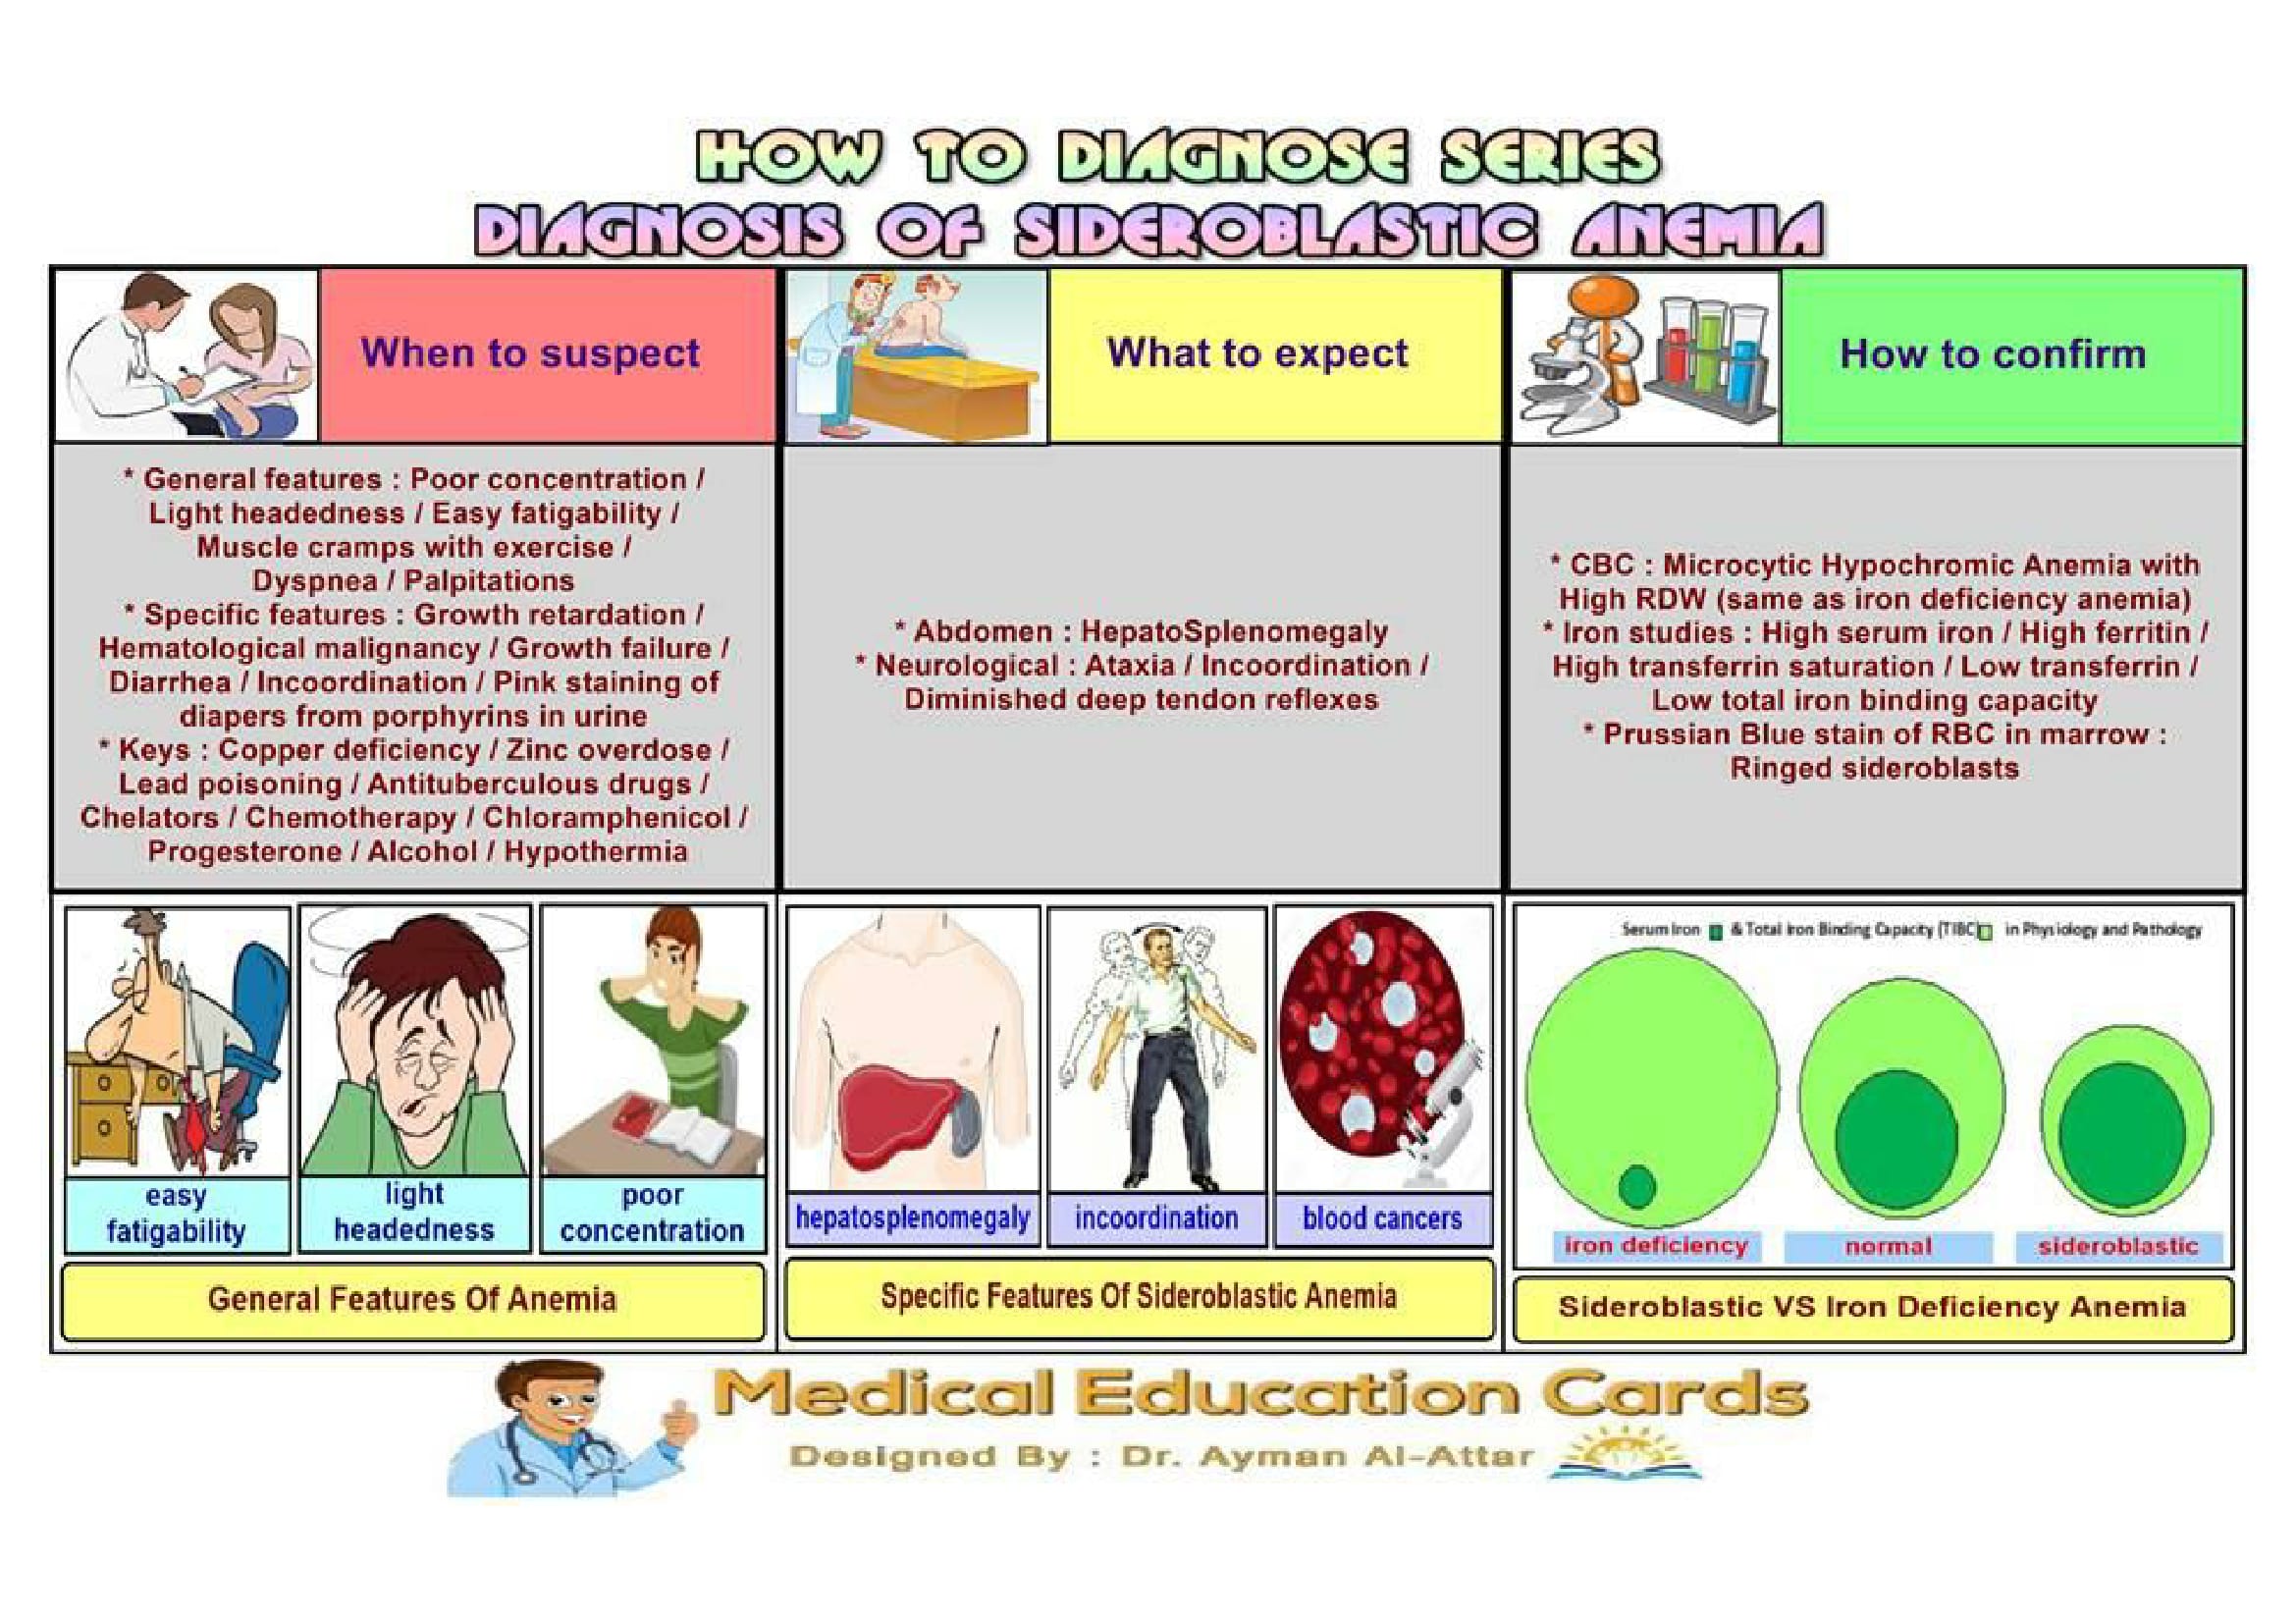 HOW TO DIAGNOSE SERIES
DIAGNOSIS OF SIDEROBLASTIC ANEMIA
When to suspect
* General features : Poor concentration /
Light headedness / Easy fatigability /
Muscle cramps with exercise /
Dyspnea / Palpitations
* Specific features : Growth retardation /
Hematological malignancy / Growth failure /
Diarrhea / Incoordination / Pink staining of
diapers from porphyrins in urine
* Keys : Copper deficiency / Zinc overdose /
Lead poisoning / Antituberculous drugs /
Chelators / Chemotherapy / Chloramphenicol /
Progesterone / Alcohol / Hypothermia
easy
fatigability
light
headedness
poor
concentration
General Features Of Anemia
What to expect
* Abdomen : HepatoSplenomegaly
* Neurological : Ataxia / Incoordination /
Diminished deep tendon reflexes
hepatosplenomegaly
incoordination
blood cancers
Specific Features Of Sideroblastic Anemia
How to confirm
* CBC : Microcytic Hypochromic Anemia with
High RDW (same as iron deficiency anemia)
* Iron studies : High serum iron / High ferritin /
High transferrin saturation / Low transferrin /
Low total iron binding capacity
* Prussian Blue stain of RBC in marrow :
Ringed sideroblasts
Serum Iron & Total Iron Binding Capacity (TIBC) in Physiology and Pathology
iron deficiency
normal
sideroblastic
Sideroblastic VS Iron Deficiency Anemia
Medical Education Cards
Designed By : Dr. Ayman Al-Attar